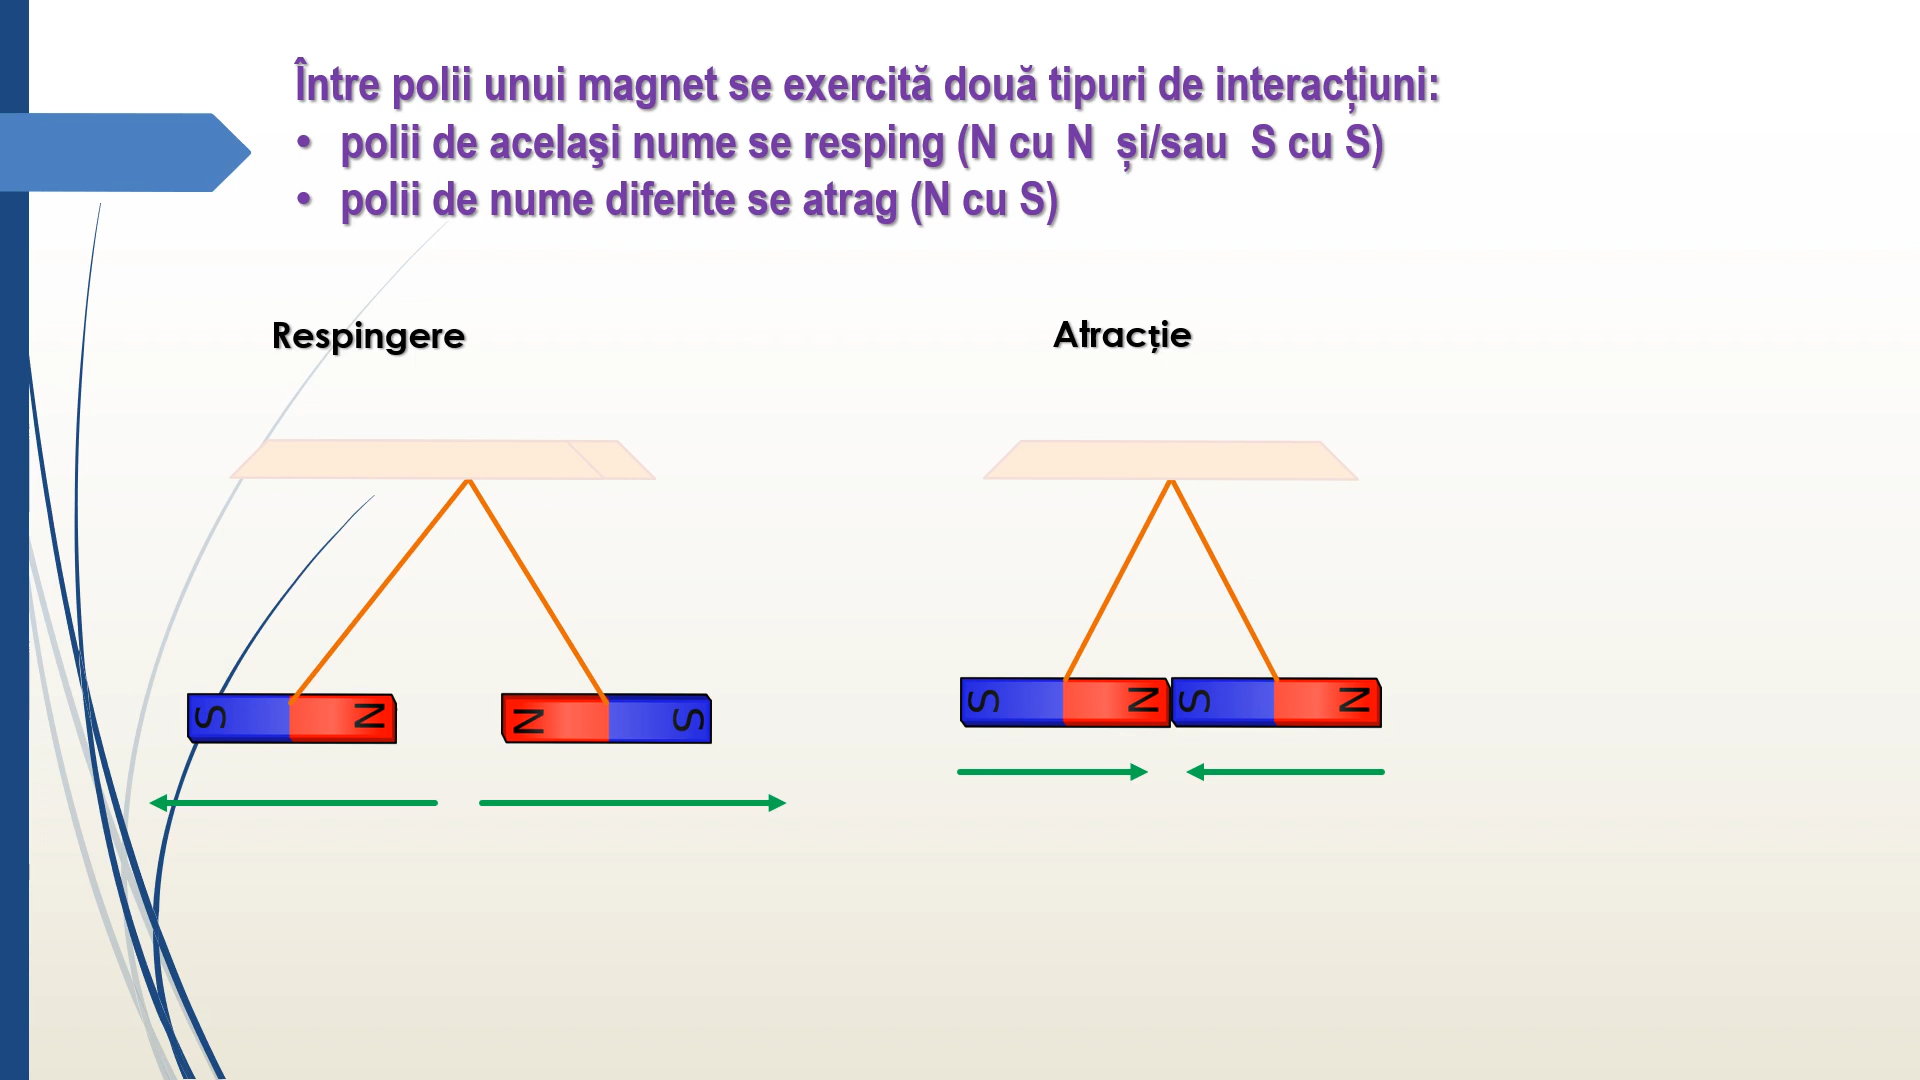 Între polii unui magnet se exercită două tipuri de interacțiuni:
• polii de acelaşi nume se resping (N cu N  și/sau  S cu S)
• polii de nume diferite se atrag (N cu S)
Respingere
Atracție
S N N S
S N S N